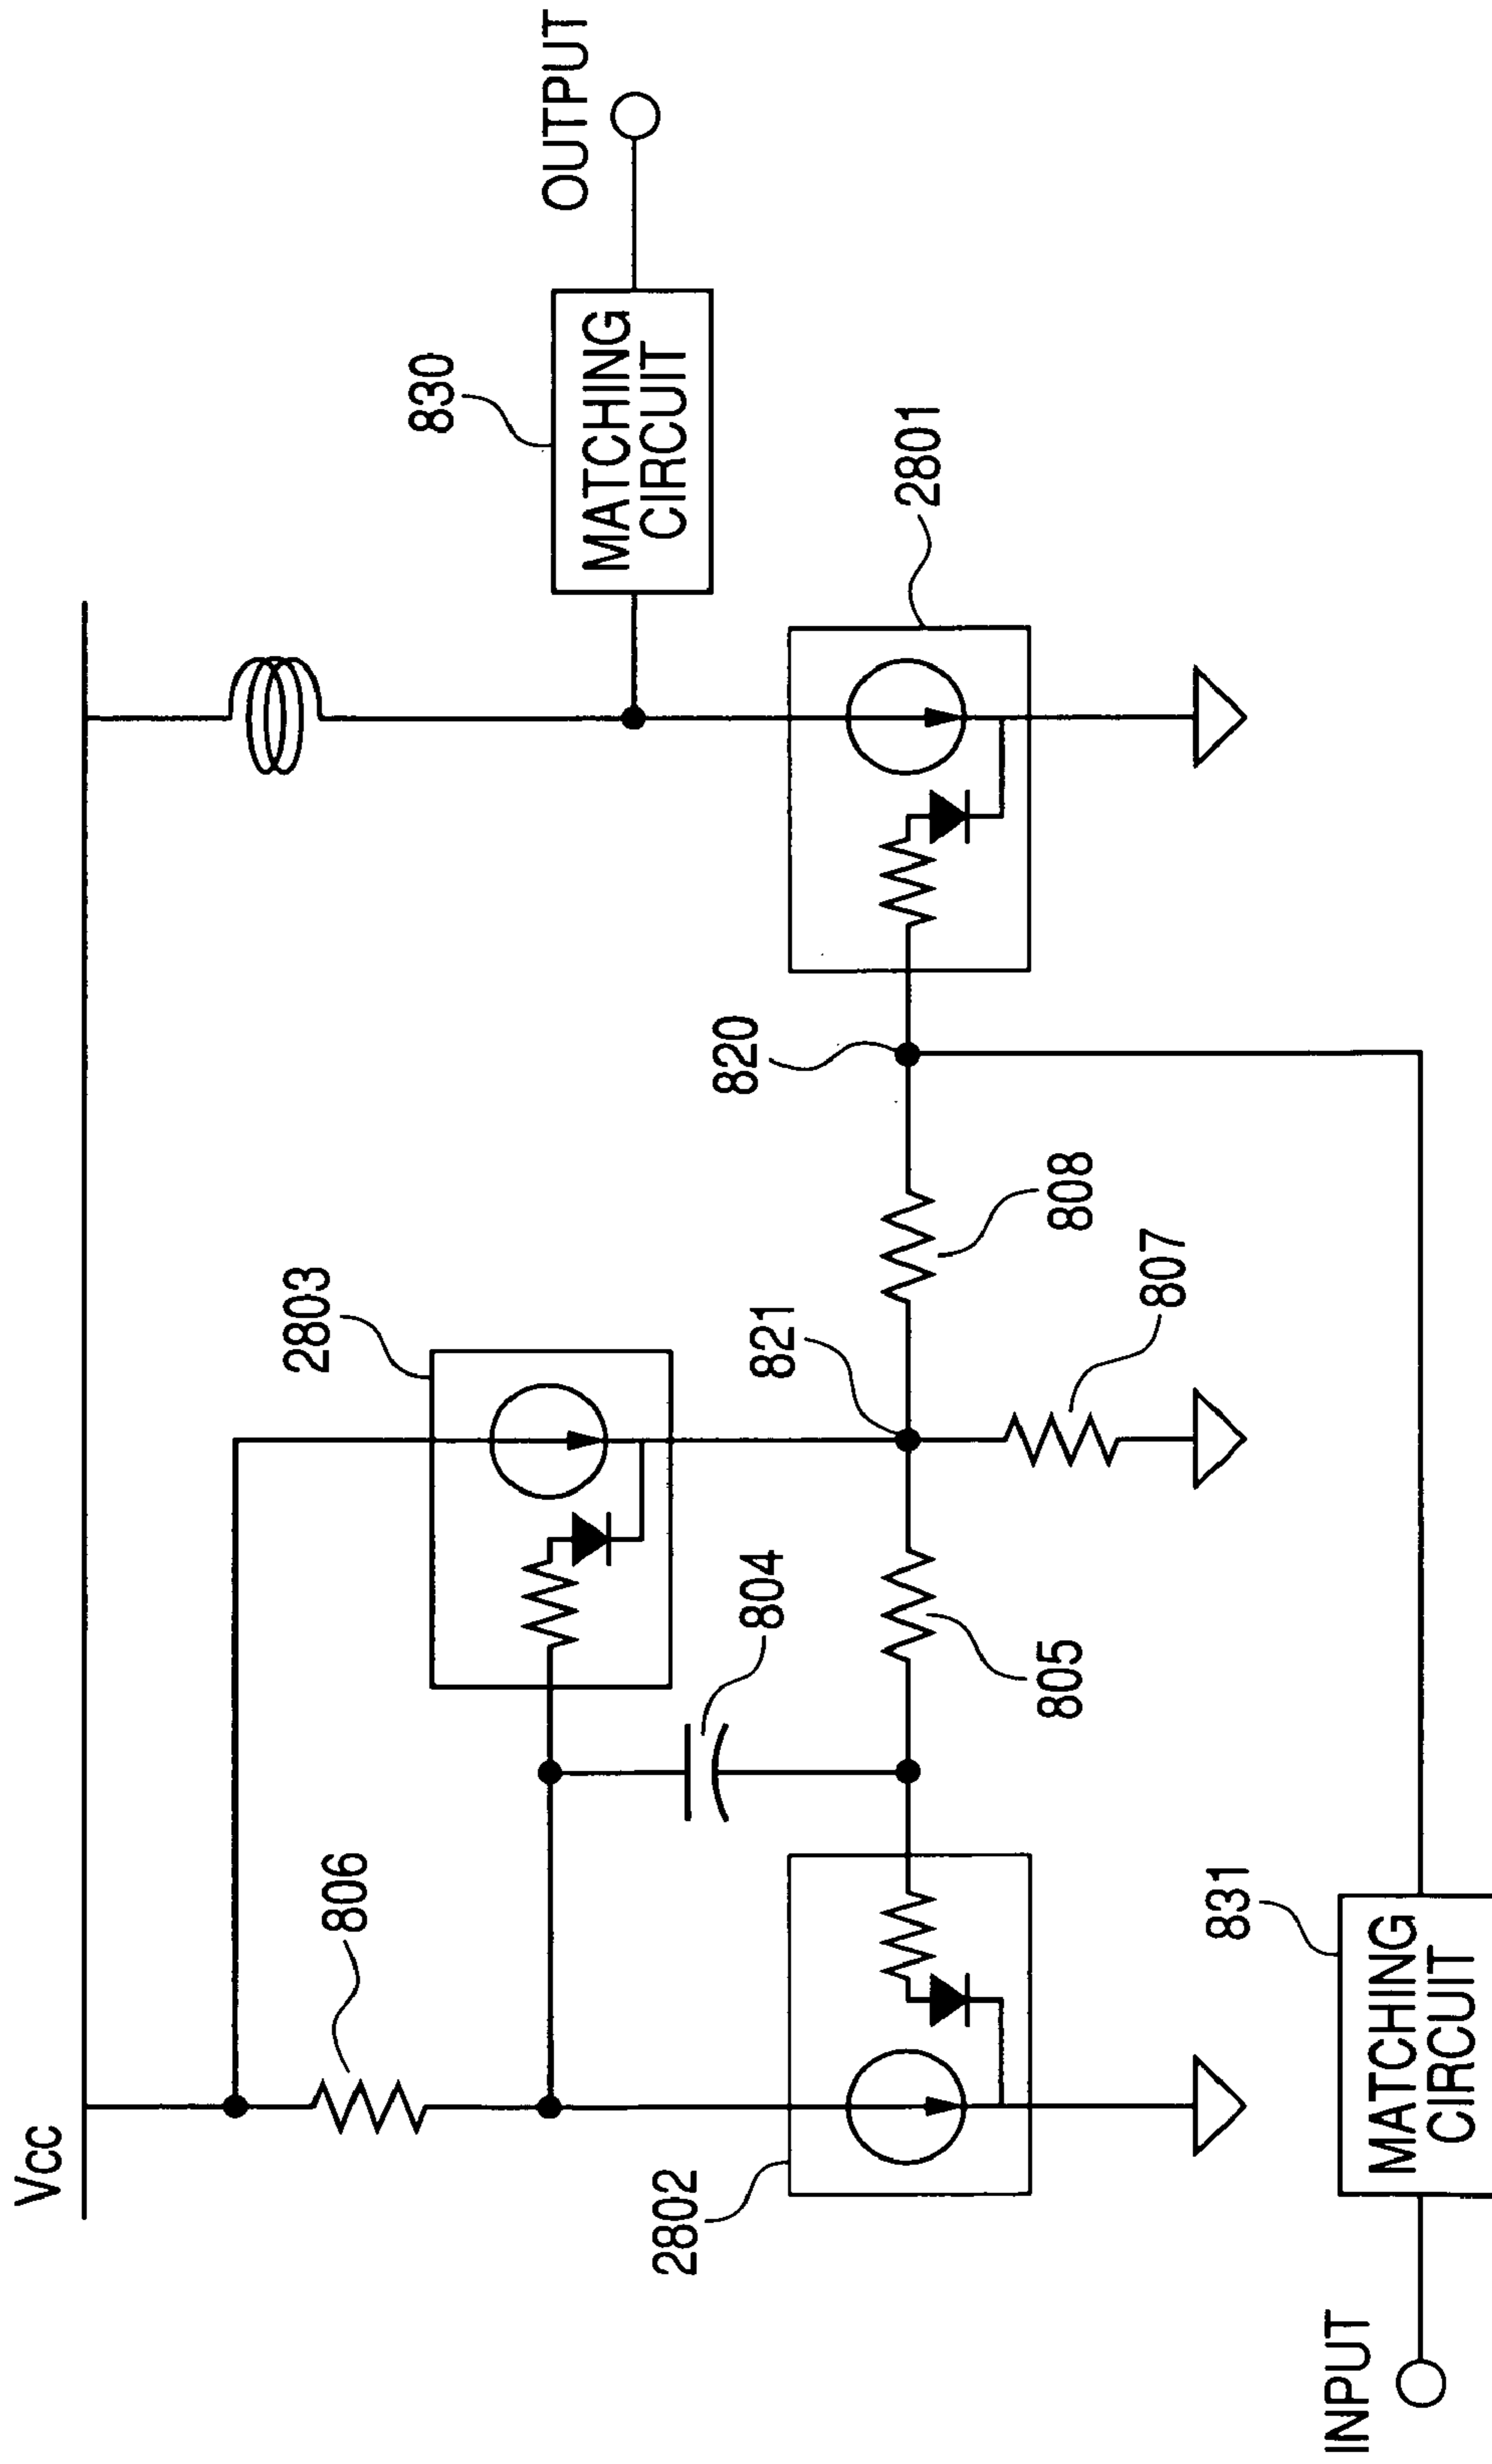 Vcc
806
2803
830
OUTPUT
MATCHING
CIRCUIT
2802
804
821
820
2801
805
808
807
INPUT
831
MATCHING
CIRCUIT